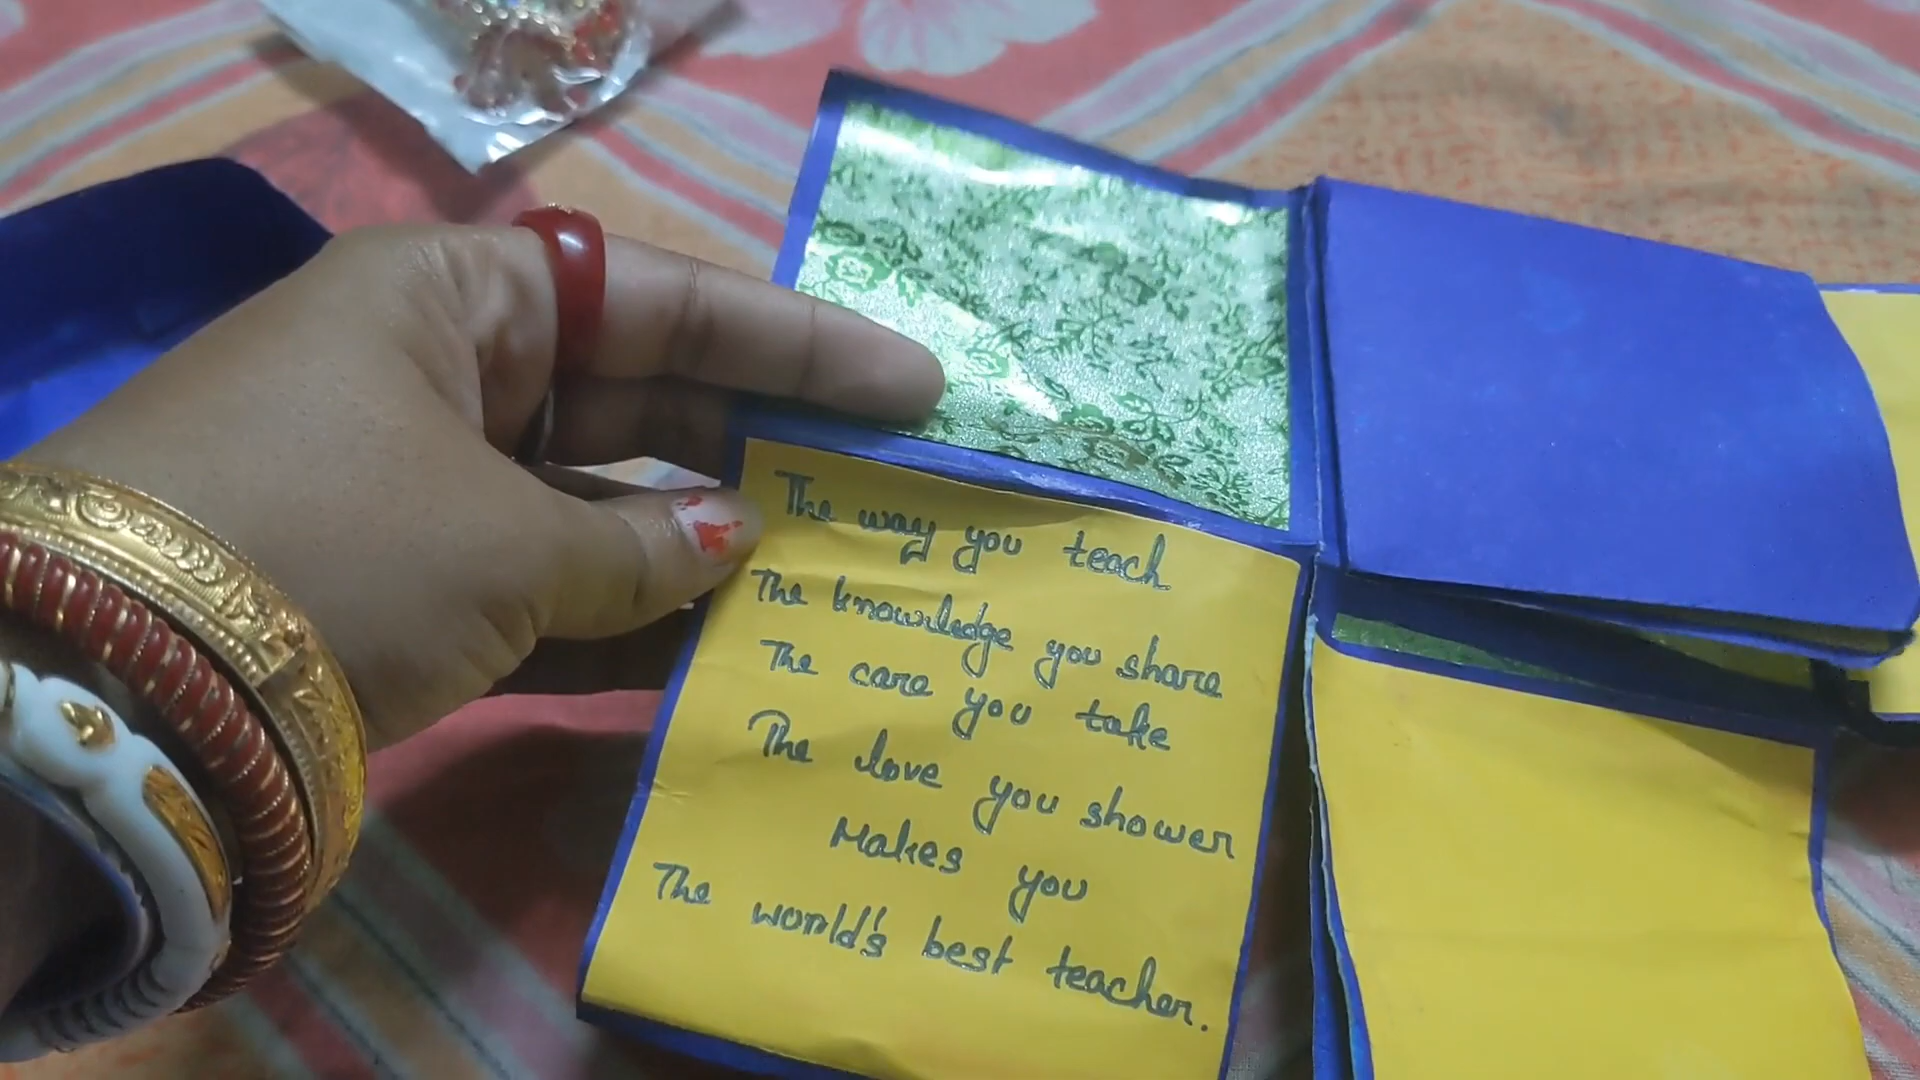 The way you teach
The knowledge you share
The care you take
The love you shower
Makes you
The world's best teacher.